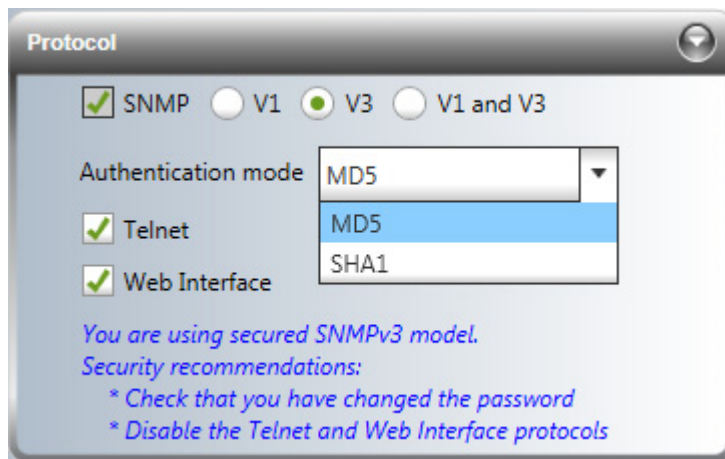 Protocol
SNMP V1 V3 V1 and V3
Authentication mode MD5
MD5
Telnet
SHA1
Web Interface
You are using secured SNMPv3 model.
Security recommendations:
* Check that you have changed the password
* Disable the Telnet and Web Interface protocols